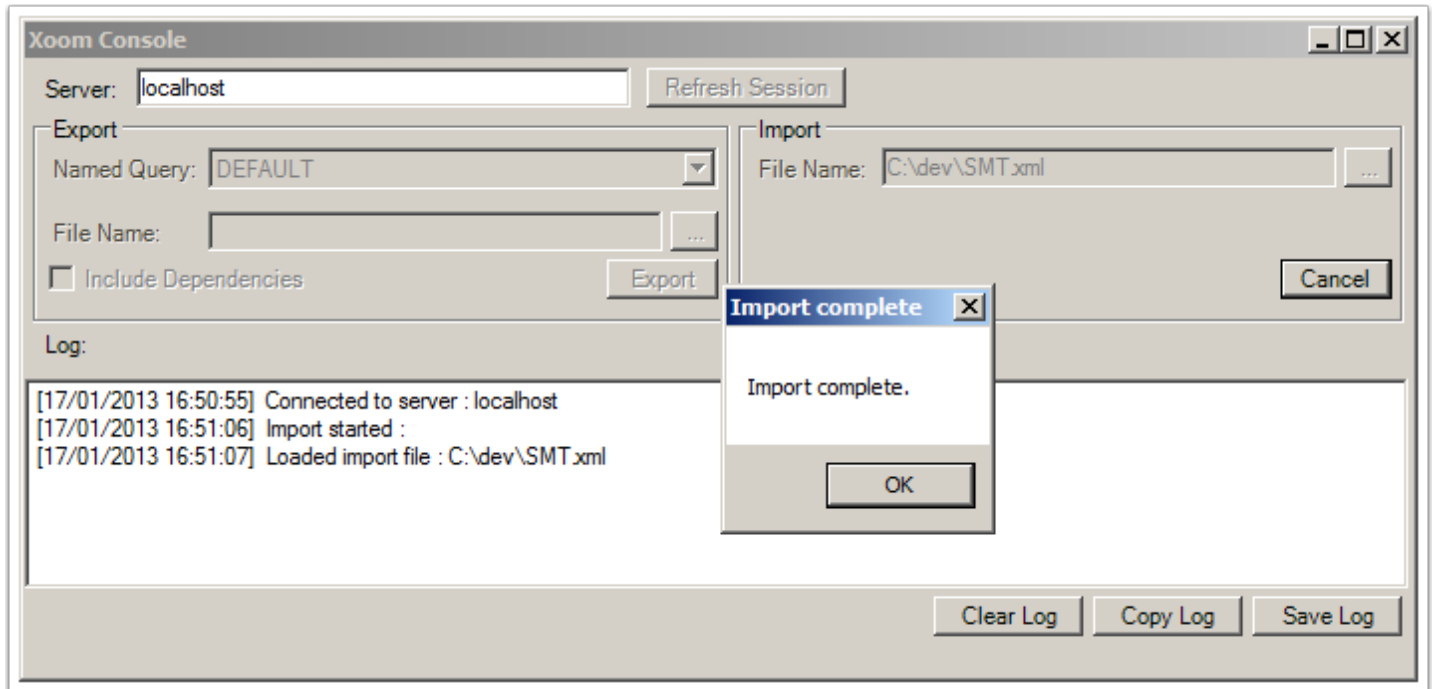 Xoom Console
Server: localhost Refresh Session
Export
Named Query: DEFAULT
File Name: ...
Include Dependencies Export
Import
File Name: C:\dev\SMT.xml ...
Cancel
Import complete
Import complete.
OK
Log:
[17/01/2013 16:50:55] Connected to server : localhost
[17/01/2013 16:51:06] Import started :
[17/01/2013 16:51:07] Loaded import file : C:\dev\SMT.xml
Clear Log Copy Log Save Log